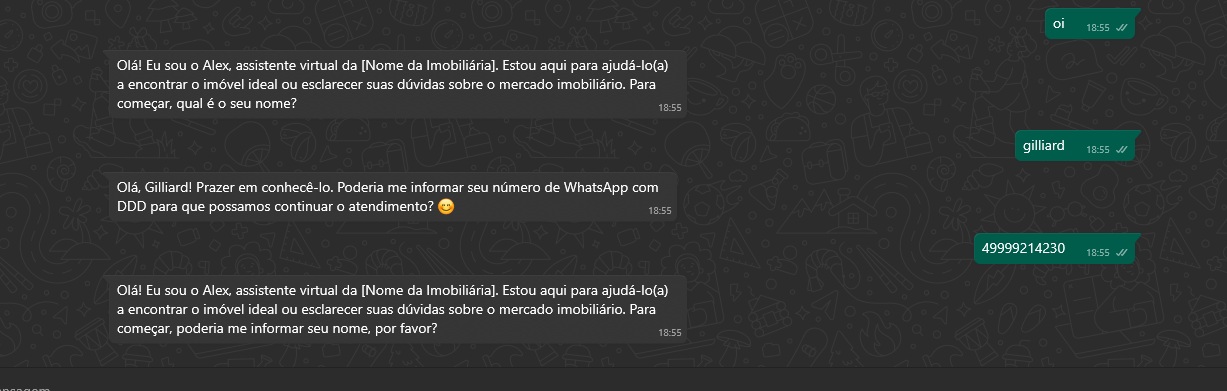 oi
18:55
Olá! Eu sou o Alex, assistente virtual da [Nome da Imobiliária]. Estou aqui para ajudá-lo(a)
a encontrar o imóvel ideal ou esclarecer suas dúvidas sobre o mercado imobiliário. Para
começar, qual é o seu nome?
18:55
gilliard
18:55
Olá, Gilliard! Prazer em conhecê-lo. Poderia me informar seu número de WhatsApp com
DDD para que possamos continuar o atendimento? 😊
18:55
49999214230
18:55
Olá! Eu sou o Alex, assistente virtual da [Nome da Imobiliária]. Estou aqui para ajudá-lo(a)
a encontrar o imóvel ideal ou esclarecer suas dúvidas sobre o mercado imobiliário. Para
começar, poderia me informar seu nome, por favor?
18:55